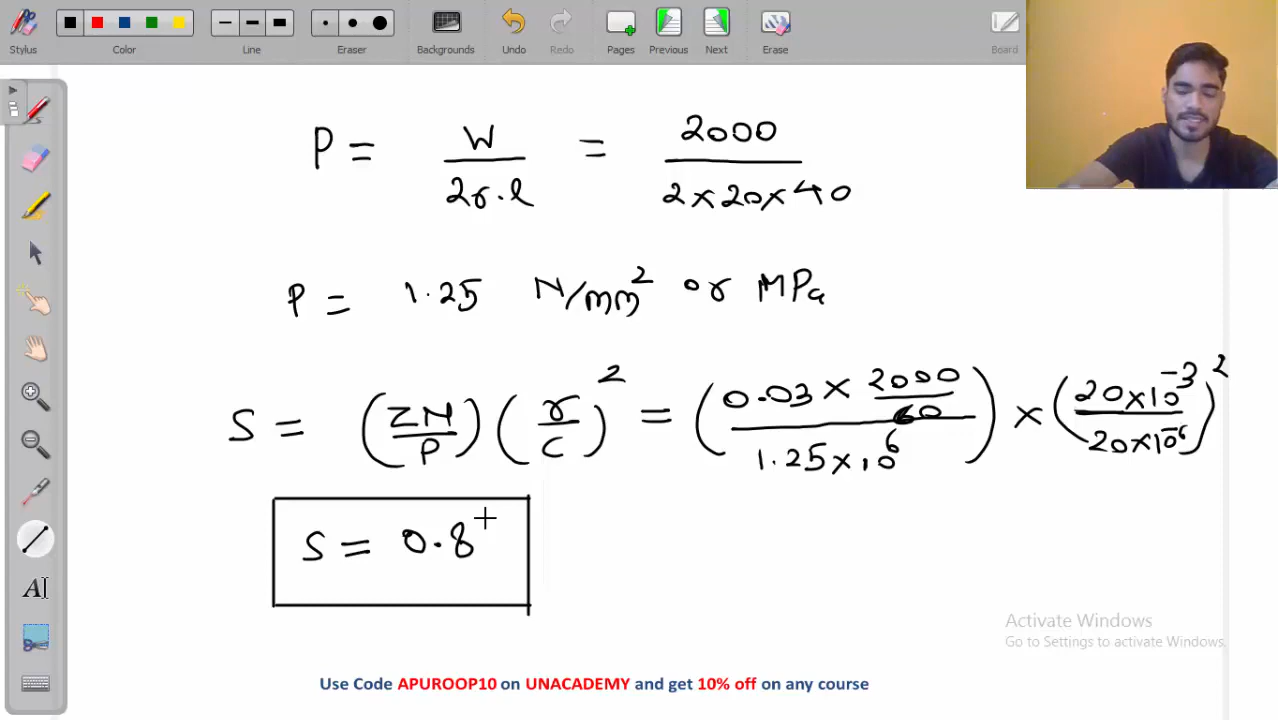 Stylus Color Line Eraser Backgrounds Undo Redo Pages Previous Next Erase Board
P = W / 2r.l = 2000 / 2×20×40
P = 1.25 N/mm² or MPa
S = (ZN/P) (r/c)² = (0.03 × 2000/60 / 1.25×10⁶) × (20×10⁻³ / 20×10⁻⁶)²
S = 0.8
AI
Activate Windows
Go to Settings to activate Windows.
Use Code APUROOP10 on UNACADEMY and get 10% off on any course